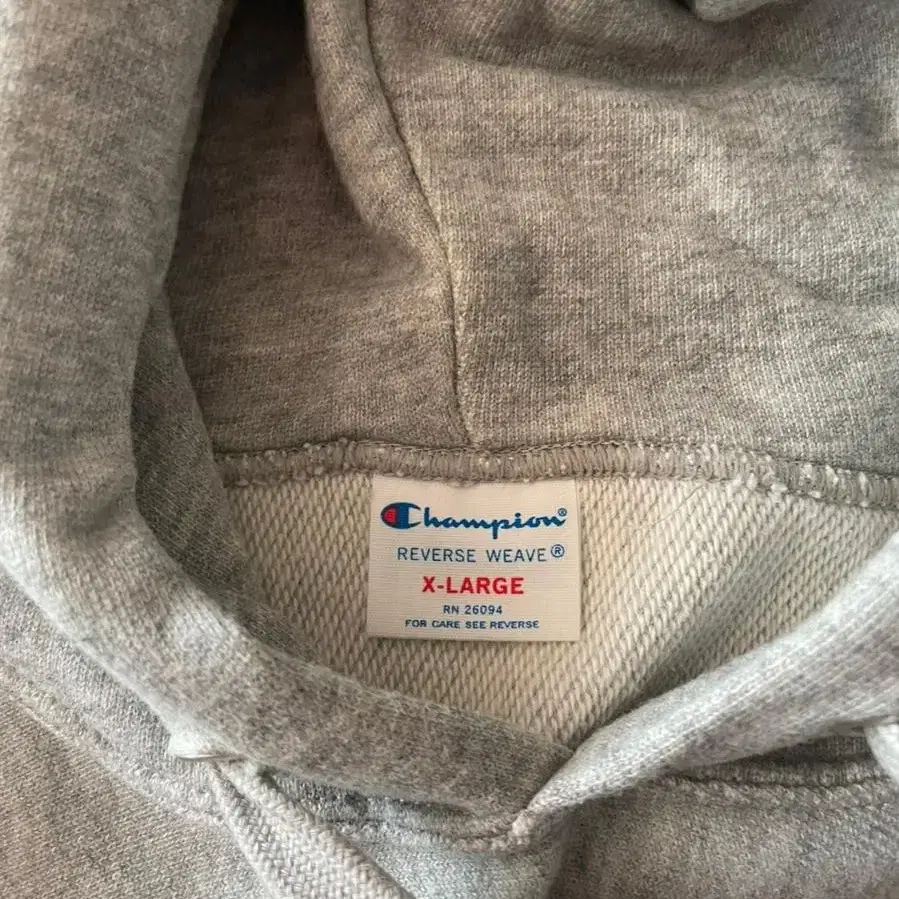 Champion®
REVERSE WEAVE®
X-LARGE
RN 26094
FOR CARE SEE REVERSE